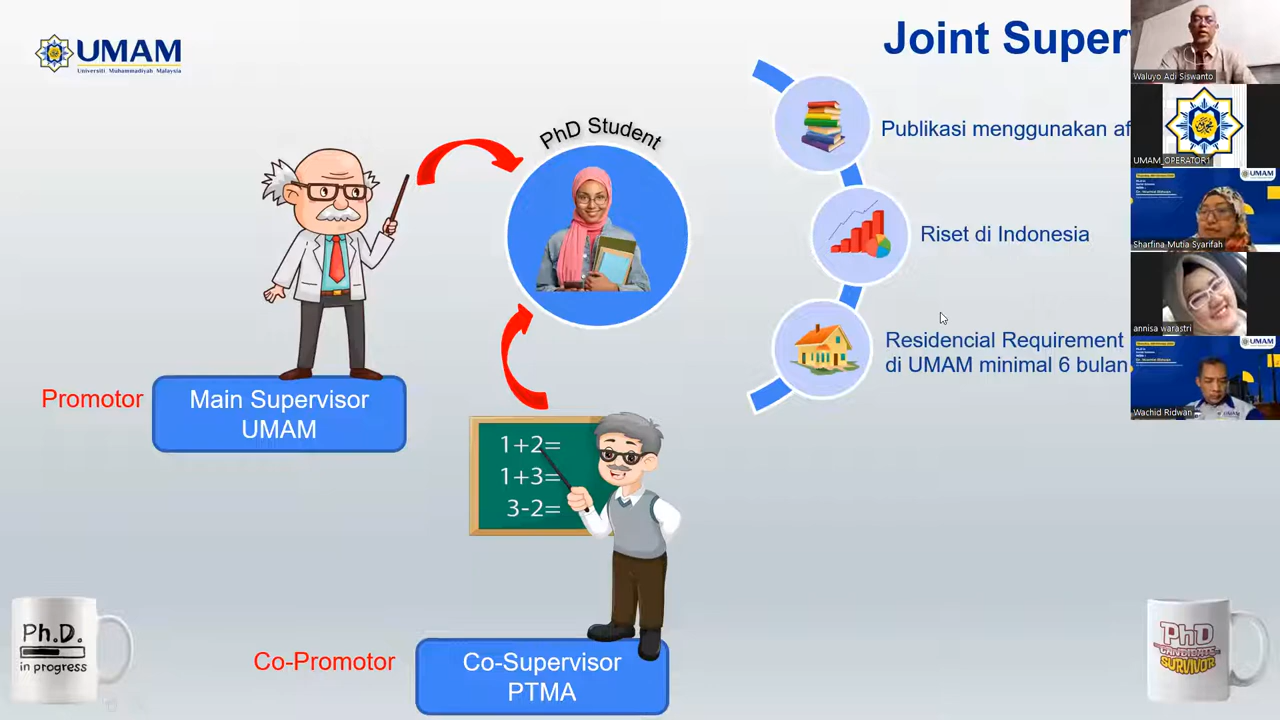 UMAM
Universiti Muhammadiyah Malaysia
Joint Super
PhD Student
Publikasi menggunakan af
Riset di Indonesia
Residencial Requirement
di UMAM minimal 6 bulan
Promotor
Main Supervisor
UMAM
1+2=
1+3=
3-2=
Co-Promotor
Co-Supervisor
PTMA
Ph.D.
in progress
PhD
CANDIDATE
SURVIVOR
Waluyo Adi Siswanto
UMAM_OPERATOR1
UMAM
Sharfina Mutia Syarifah
annisa warastri
UMAM
Wachid Ridwan